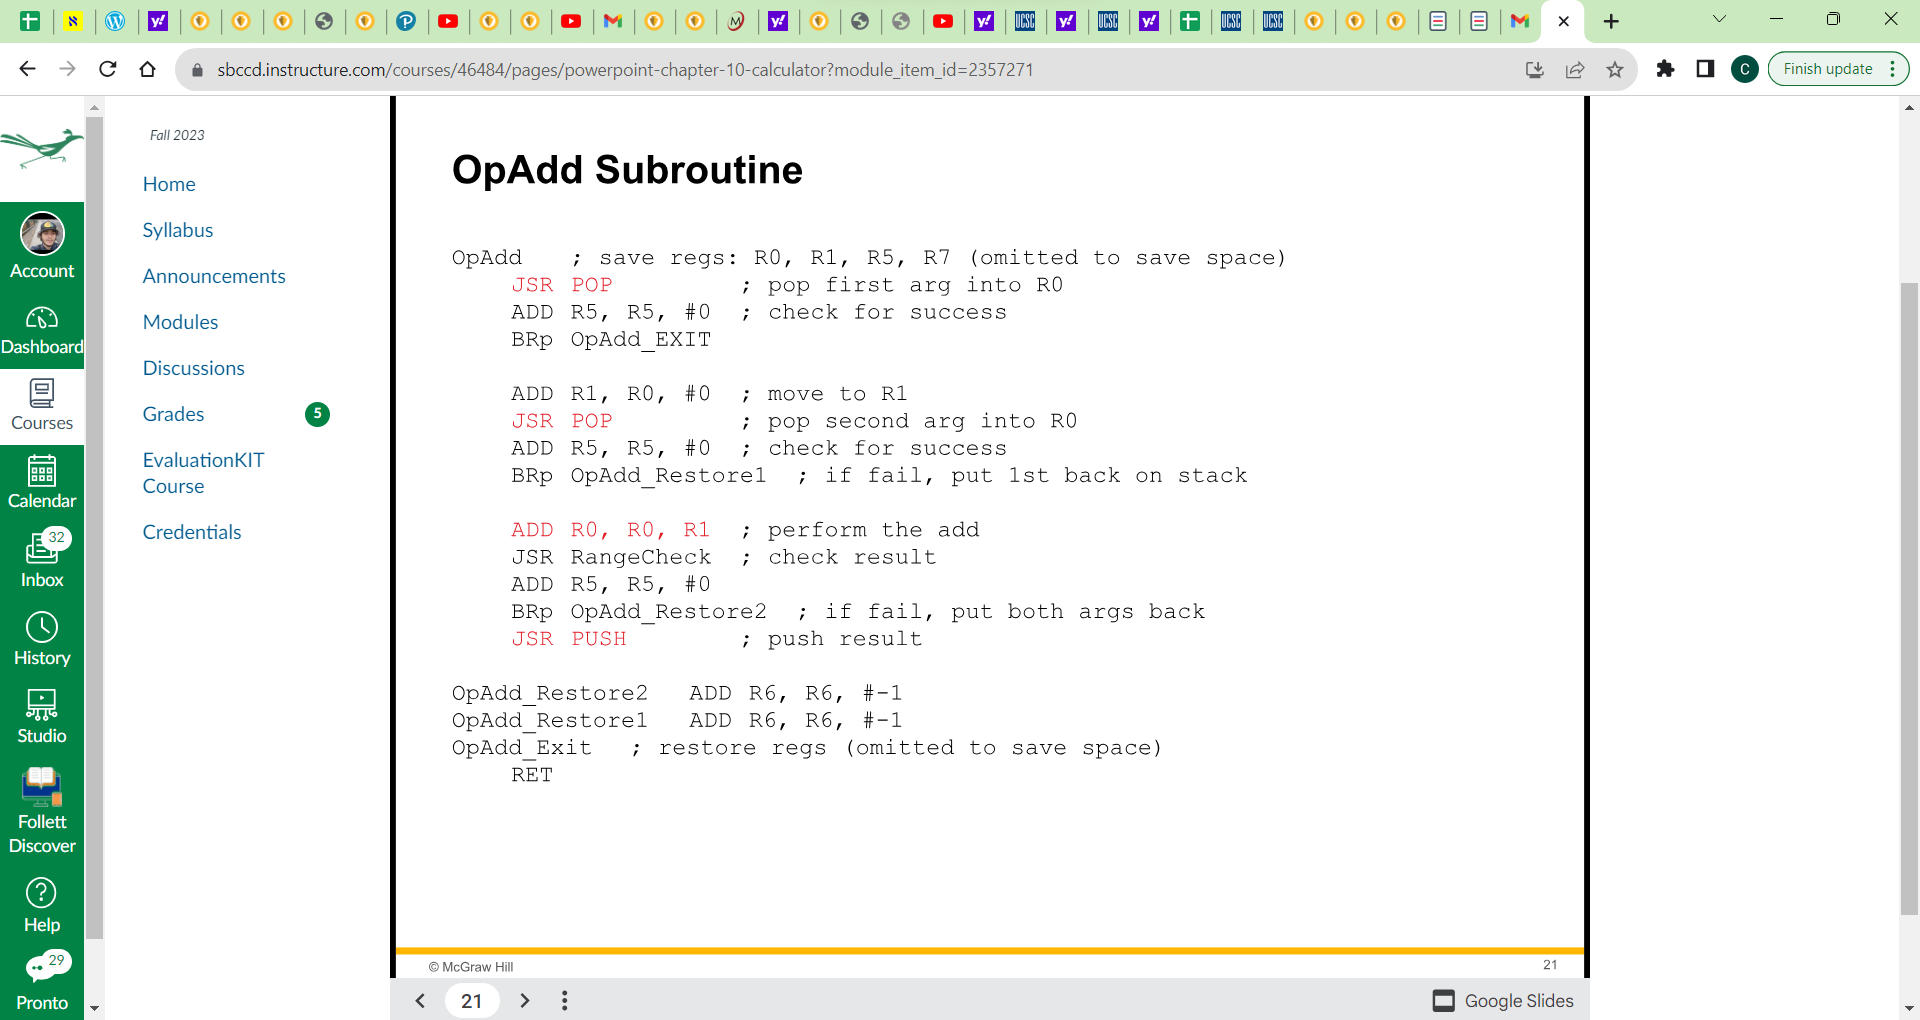 sbccd.instructure.com/courses/46484/pages/powerpoint-chapter-10-calculator?module_item_id=2357271
C
Finish update
Account
Dashboard
Courses
Calendar
32
Inbox
History
Studio
Follett
Discover
Help
29
Pronto
Fall 2023
Home
Syllabus
Announcements
Modules
Discussions
Grades 5
EvaluationKIT
Course
Credentials
OpAdd Subroutine
OpAdd ; save regs: R0, R1, R5, R7 (omitted to save space)
JSR POP ; pop first arg into R0
ADD R5, R5, #0 ; check for success
BRp OpAdd_EXIT
ADD R1, R0, #0 ; move to R1
JSR POP ; pop second arg into R0
ADD R5, R5, #0 ; check for success
BRp OpAdd_Restore1 ; if fail, put 1st back on stack
ADD R0, R0, R1 ; perform the add
JSR RangeCheck ; check result
ADD R5, R5, #0
BRp OpAdd_Restore2 ; if fail, put both args back
JSR PUSH ; push result
OpAdd_Restore2 ADD R6, R6, #-1
OpAdd_Restore1 ADD R6, R6, #-1
OpAdd_Exit ; restore regs (omitted to save space)
RET
© McGraw Hill
21
21
Google Slides